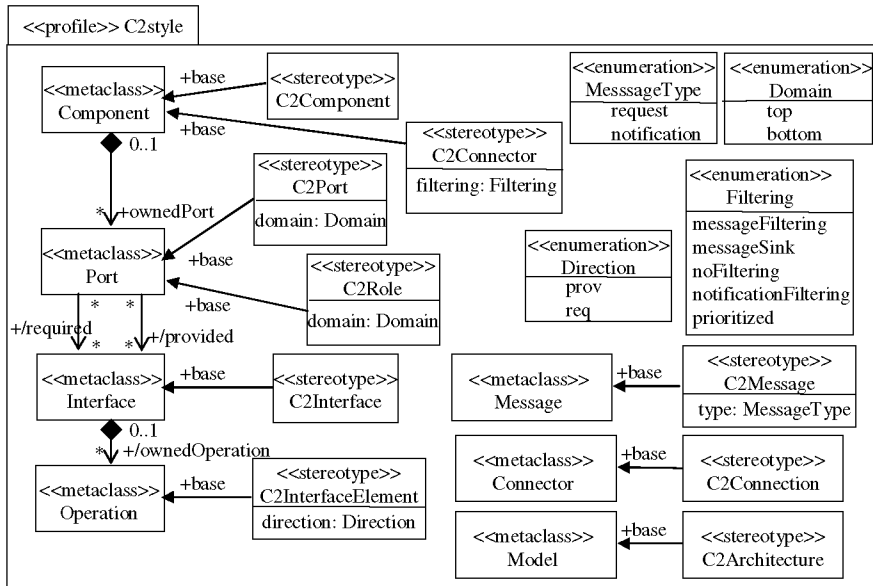 <<profile>> C2style
<<metaclass>>
Component
+base
<<stereotype>>
C2Component
+base
<<stereotype>>
C2Connector
filtering: Filtering
<<enumeration>>
MesssageType
request
notification
<<enumeration>>
Domain
top
bottom
0..1
*
+ownedPort
<<stereotype>>
C2Port
domain: Domain
<<metaclass>>
Port
+base
+base
<<stereotype>>
C2Role
domain: Domain
<<enumeration>>
Direction
prov
req
<<enumeration>>
Filtering
messageFiltering
messageSink
noFiltering
notificationFiltering
prioritized
*
*
+/required
+/provided
*
*
<<metaclass>>
Interface
+base
<<stereotype>>
C2Interface
<<metaclass>>
Message
+base
<<stereotype>>
C2Message
type: MessageType
0..1
*
+/ownedOperation
<<metaclass>>
Operation
+base
<<stereotype>>
C2InterfaceElement
direction: Direction
<<metaclass>>
Connector
+base
<<stereotype>>
C2Connection
<<metaclass>>
Model
+base
<<stereotype>>
C2Architecture